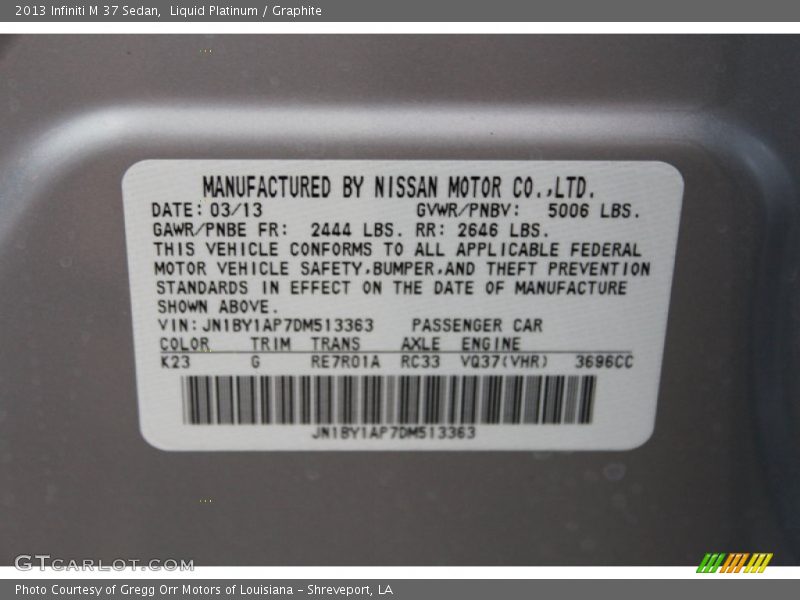 2013 Infiniti M 37 Sedan,  Liquid Platinum / Graphite
MANUFACTURED BY NISSAN MOTOR CO.,LTD.
DATE: 03/13 GVWR/PNBV: 5006 LBS.
GAWR/PNBE FR: 2444 LBS. RR: 2646 LBS.
THIS VEHICLE CONFORMS TO ALL APPLICABLE FEDERAL
MOTOR VEHICLE SAFETY,BUMPER,AND THEFT PREVENTION
STANDARDS IN EFFECT ON THE DATE OF MANUFACTURE
SHOWN ABOVE.
VIN: JN1BY1AP7DM513363 PASSENGER CAR
COLOR TRIM TRANS AXLE ENGINE
K23 G RE7R01A RC33 VQ37(VHR) 3696CC
JN1BY1AP7DM513363
GTCARLOT.COM
Photo Courtesy of Gregg Orr Motors of Louisiana – Shreveport, LA